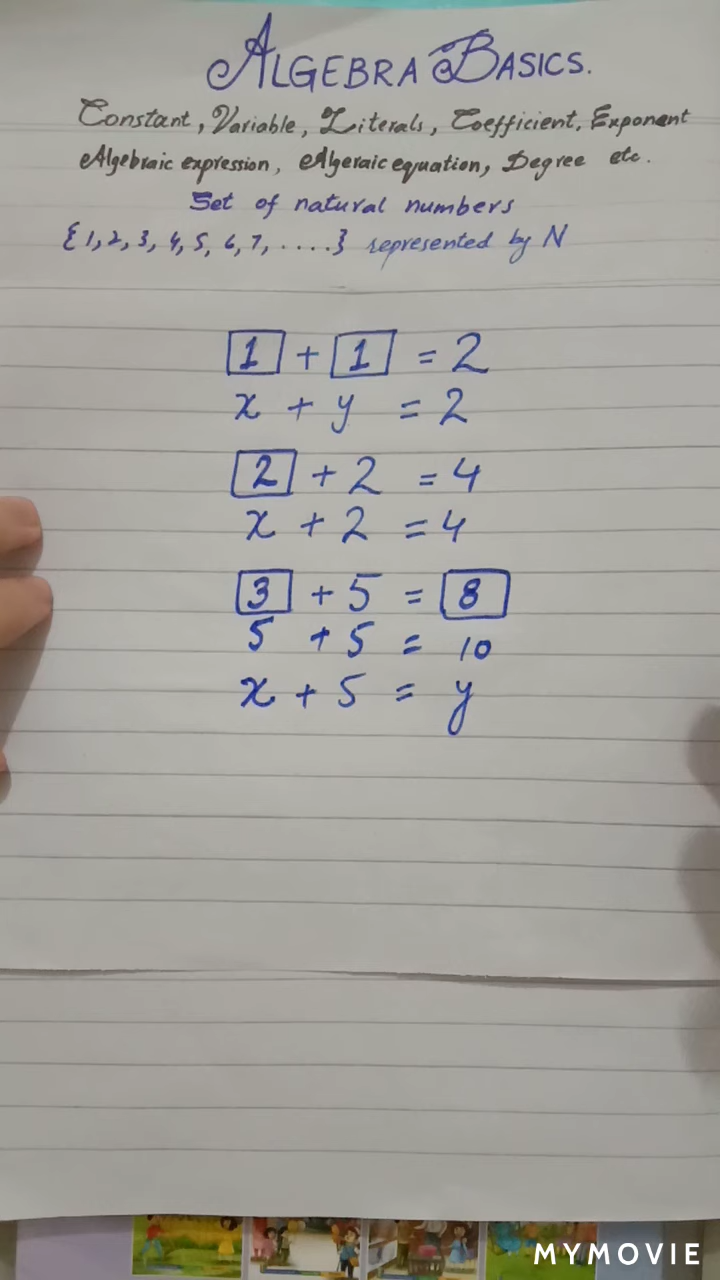 ALGEBRA BASICS.
Constant, Variable, Literals, Coefficient, Exponent
Algebraic expression, Algeraic equation, Degree etc.
Set of natural numbers
{1, 2, 3, 4, 5, 6, 7, ....} represented by N
1 + 1 = 2
x + y = 2
2 + 2 = 4
x + 2 = 4
3 + 5 = 8
5 + 5 = 10
x + 5 = y
MYMOVIE